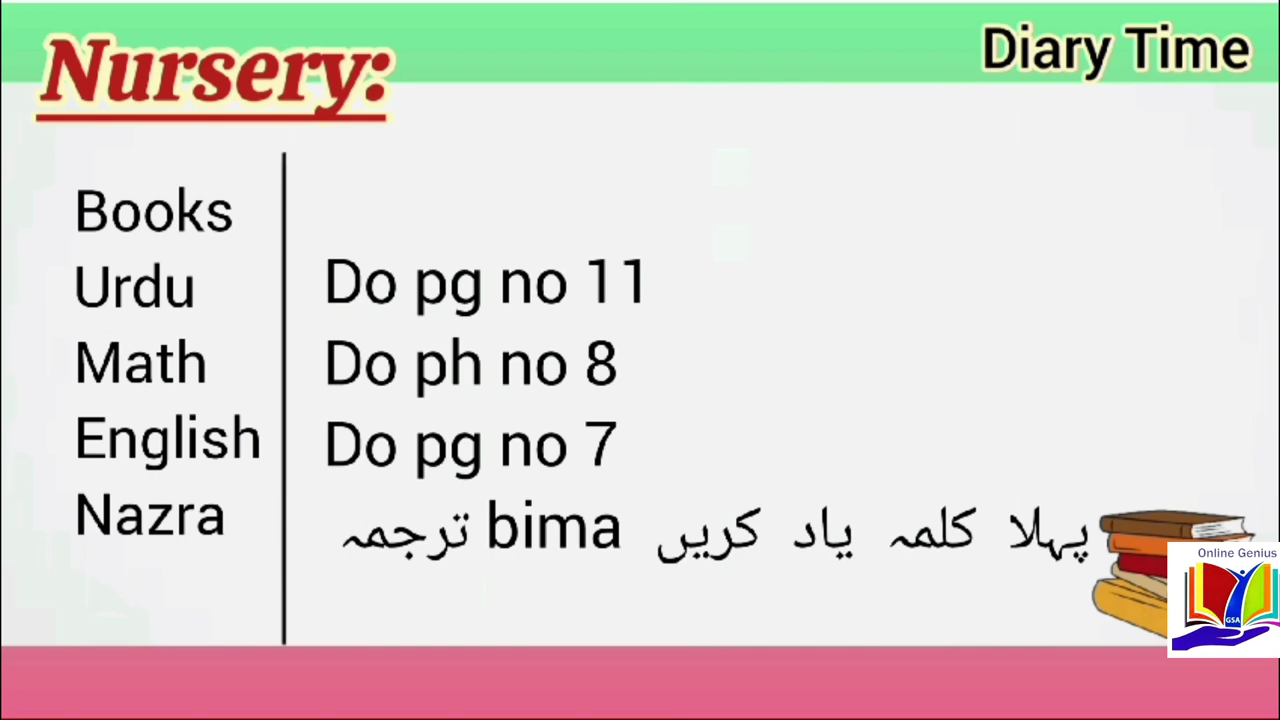 Nursery:
Diary Time
Books
Urdu Do pg no 11
Math Do ph no 8
English Do pg no 7
Nazra پہلا کلمہ یاد کریں bima ترجمہ
Online Genius
GSA